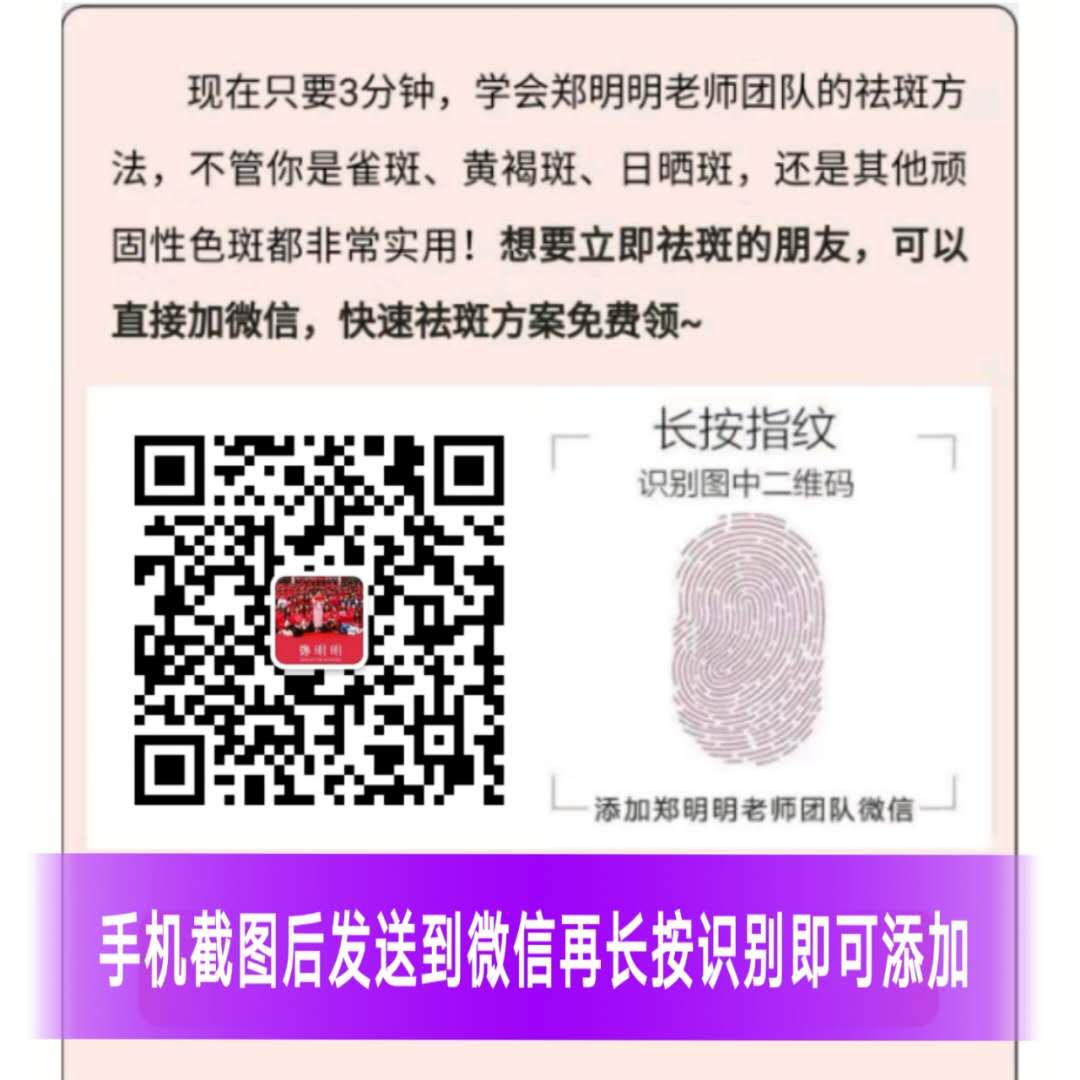 现在只要3分钟，学会郑明明老师团队的祛斑方
法，不管你是雀斑、黄褐斑、日晒斑，还是其他顽
固性色斑都非常实用！想要立即祛斑的朋友，可以
直接加微信，快速祛斑方案免费领~
长按指纹
识别图中二维码
明明
添加郑明明老师团队微信
手机截图后发送到微信再长按识别即可添加